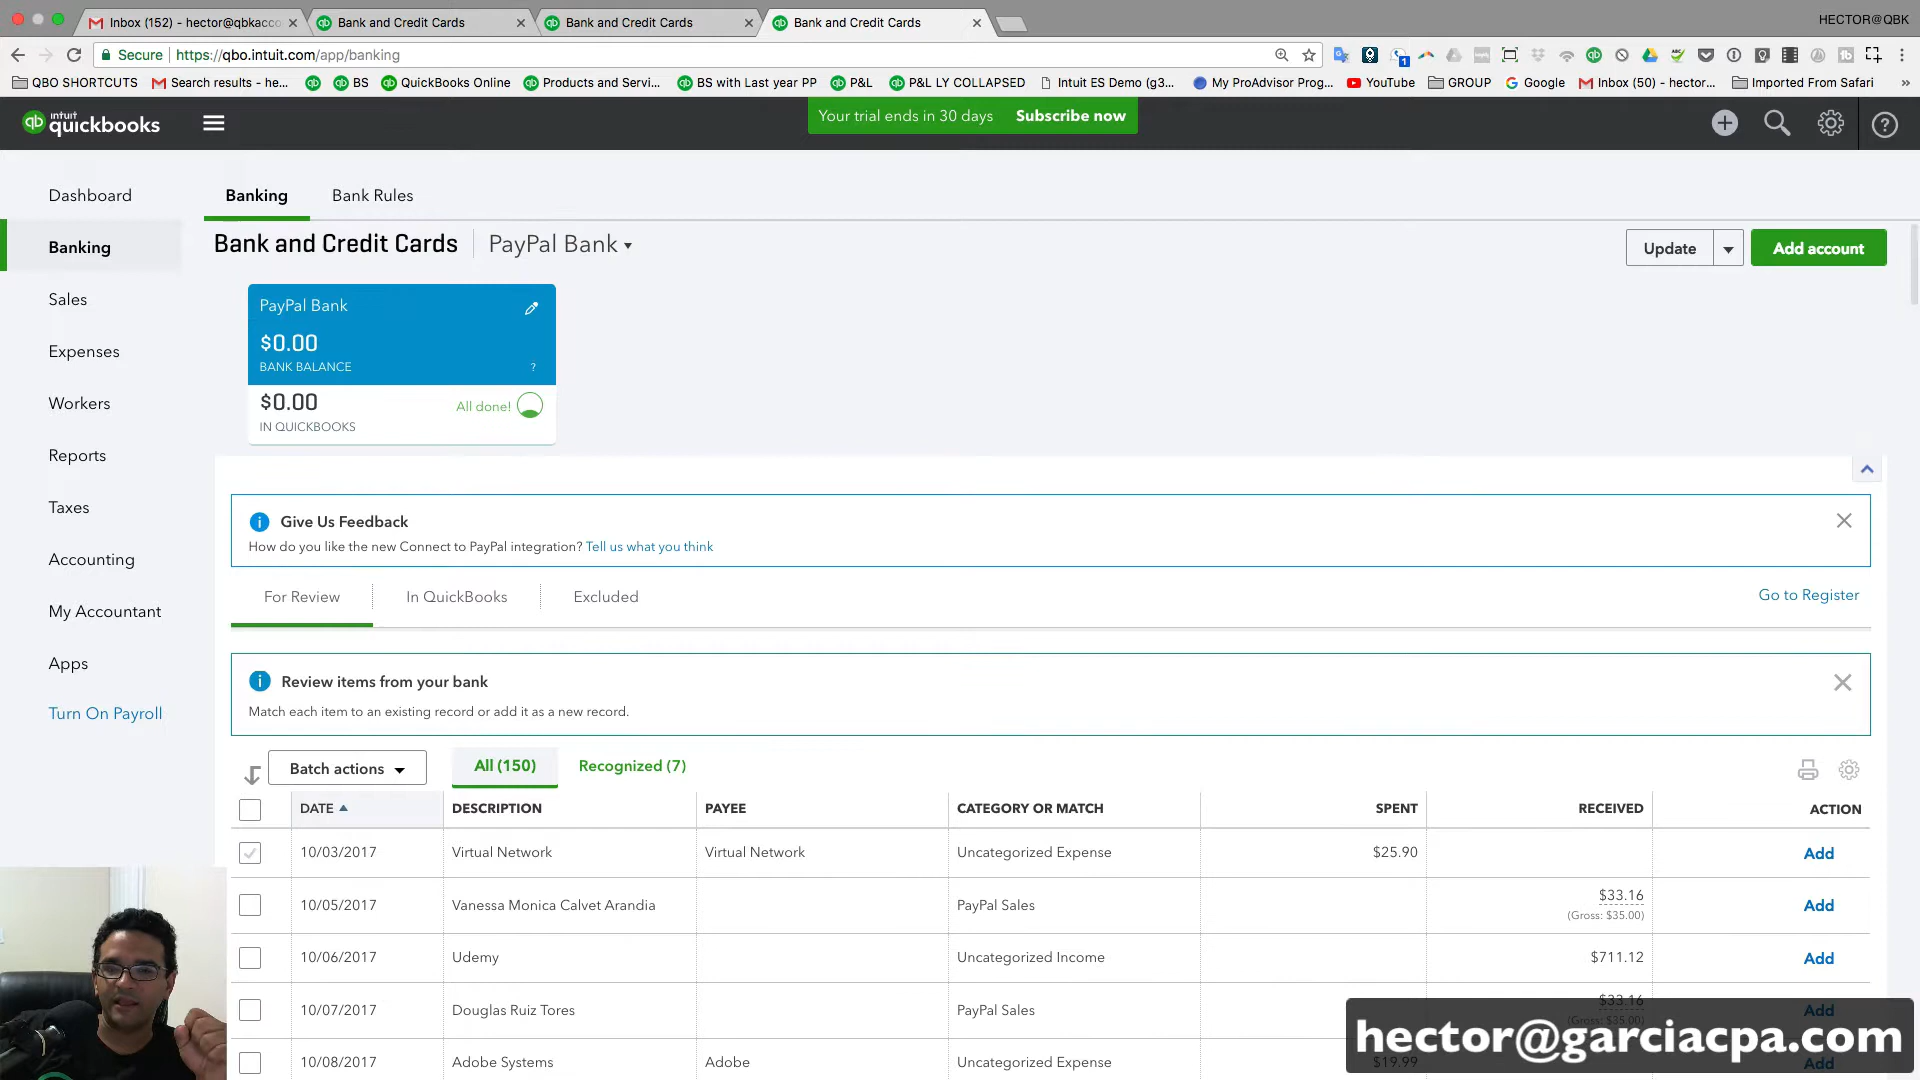 Inbox (152) - hector@qbkacco
Bank and Credit Cards
Bank and Credit Cards
Bank and Credit Cards
HECTOR@QBK
Secure https://qbo.intuit.com/app/banking
QBO SHORTCUTS Search results - he... BS QuickBooks Online Products and Servi... BS with Last year PP P&L P&L LY COLLAPSED Intuit ES Demo (g3... My ProAdvisor Prog... YouTube GROUP Google Inbox (50) - hector... Imported From Safari »
intuit
quickbooks
Your trial ends in 30 days Subscribe now
Dashboard
Banking
Sales
Expenses
Workers
Reports
Taxes
Accounting
My Accountant
Apps
Turn On Payroll
Banking Bank Rules
Bank and Credit Cards PayPal Bank
Update Add account
PayPal Bank
$0.00
BANK BALANCE ?
$0.00 All done!
IN QUICKBOOKS
Give Us Feedback
How do you like the new Connect to PayPal integration? Tell us what you think
For Review In QuickBooks Excluded Go to Register
Review items from your bank
Match each item to an existing record or add it as a new record.
Batch actions All (150) Recognized (7)
DATE DESCRIPTION PAYEE CATEGORY OR MATCH SPENT RECEIVED ACTION
10/03/2017 Virtual Network Virtual Network Uncategorized Expense $25.90 Add
10/05/2017 Vanessa Monica Calvet Arandia PayPal Sales $33.16 Add
(Gross: $35.00)
10/06/2017 Udemy Uncategorized Income $711.12 Add
10/07/2017 Douglas Ruiz Tores PayPal Sales $33.16 Add
(Gross: $35.00)
10/08/2017 Adobe Systems Adobe Uncategorized Expense $19.99 Add
hector@garciacpa.com